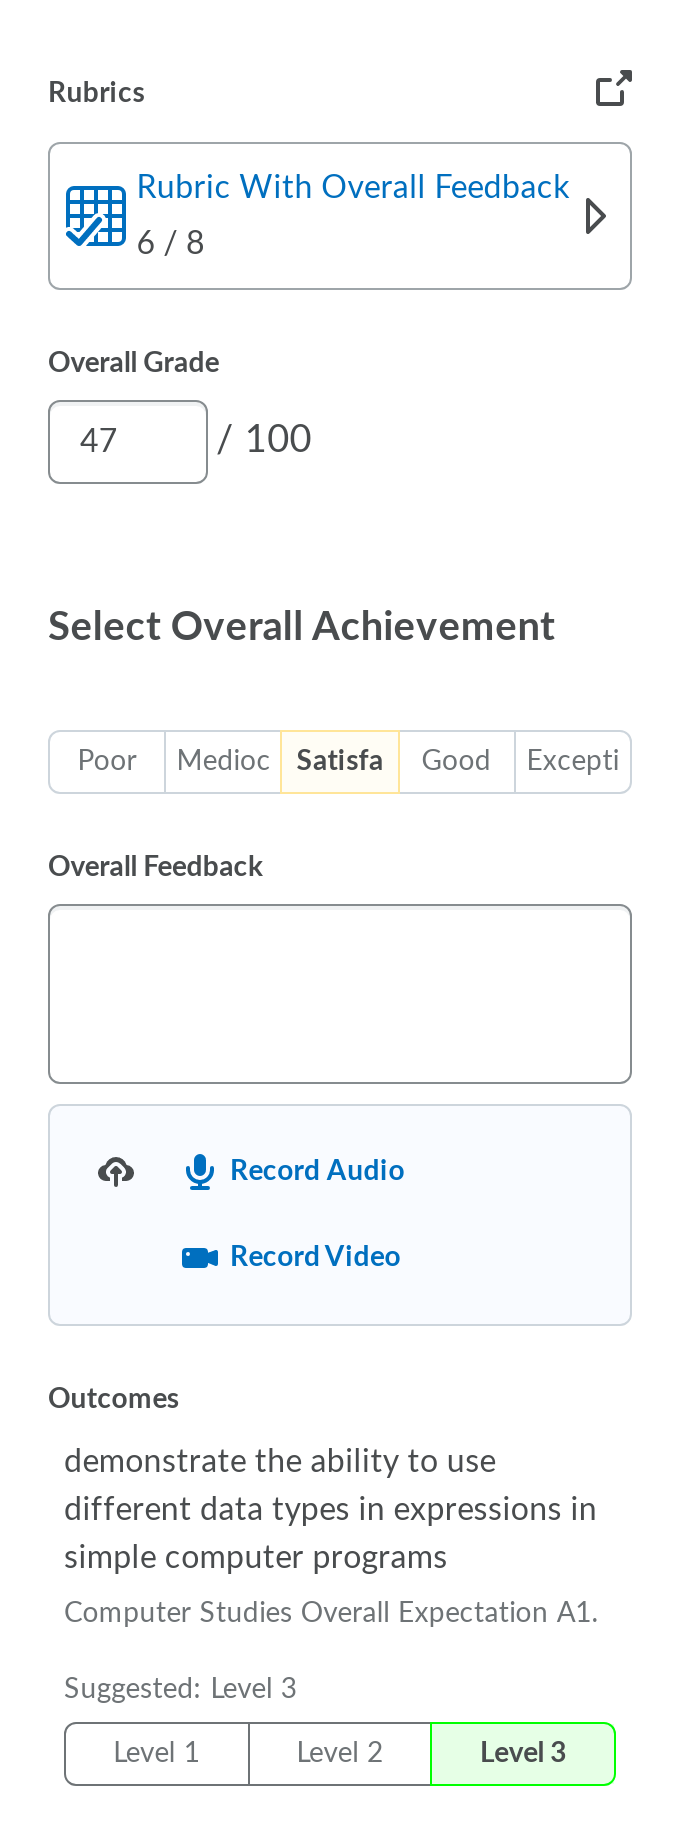 Rubrics
Rubric With Overall Feedback
6 / 8
Overall Grade
47 / 100
Select Overall Achievement
Poor Medioc Satisfa Good Excepti
Overall Feedback
Record Audio
Record Video
Outcomes
demonstrate the ability to use
different data types in expressions in
simple computer programs
Computer Studies Overall Expectation A1.
Suggested: Level 3
Level 1 Level 2 Level 3